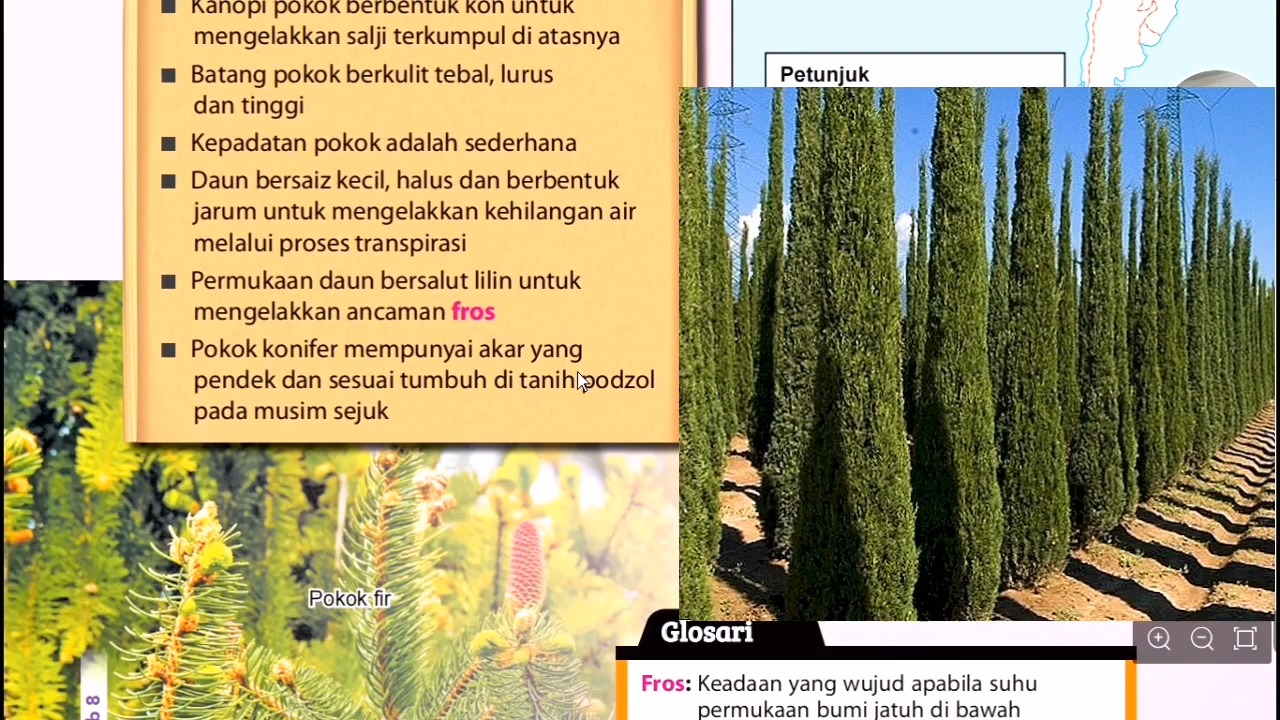 Kanopi pokok berbentuk kon untuk
mengelakkan salji terkumpul di atasnya
Batang pokok berkulit tebal, lurus
dan tinggi
Kepadatan pokok adalah sederhana
Daun bersaiz kecil, halus dan berbentuk
jarum untuk mengelakkan kehilangan air
melalui proses transpirasi
Permukaan daun bersalut lilin untuk
mengelakkan ancaman fros
Pokok konifer mempunyai akar yang
pendek dan sesuai tumbuh di tanih podzol
pada musim sejuk
Petunjuk
Pokok fir
Glosari
Fros: Keadaan yang wujud apabila suhu
permukaan bumi jatuh di bawah